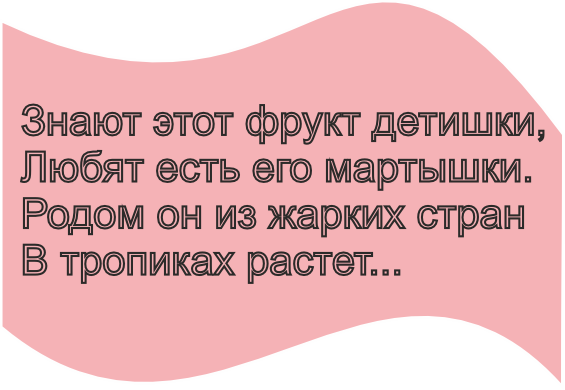 Знают этот фрукт детишки,
Любят есть его мартышки.
Родом он из жарких стран
В тропиках растет...